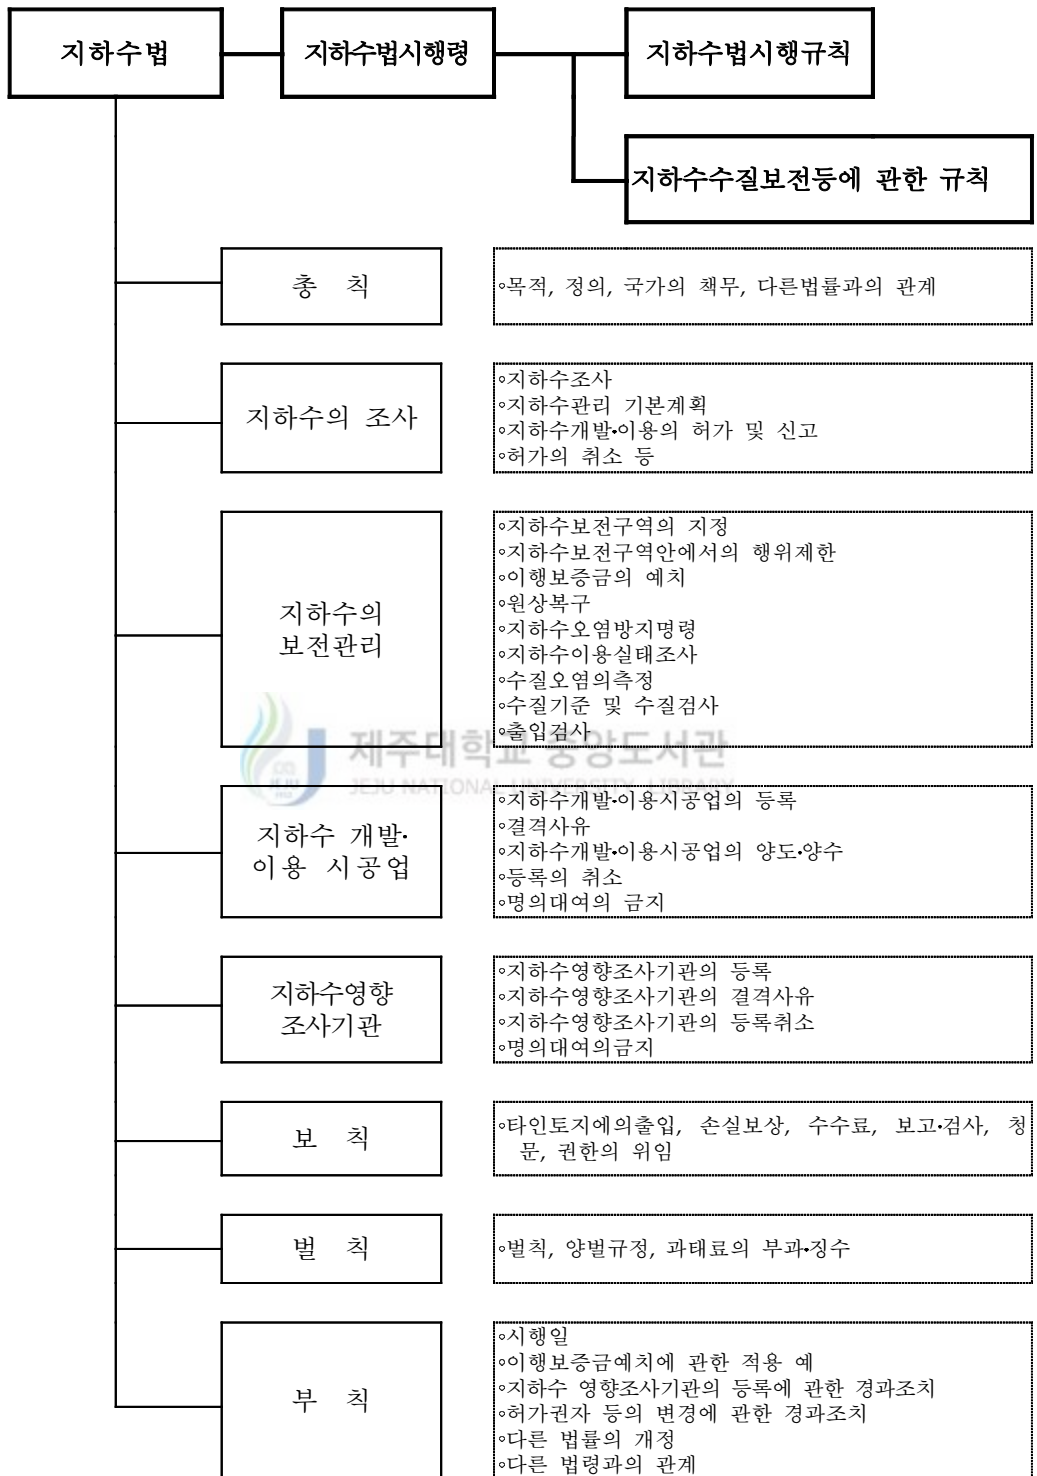 지하수법
지하수법시행령
지하수법시행규칙
지하수수질보전등에 관한 규칙
총 칙
◦목적, 정의, 국가의 책무, 다른법률과의 관계
지하수의 조사
◦지하수조사
◦지하수관리 기본계획
◦지하수개발•이용의 허가 및 신고
◦허가의 취소 등
지하수의
보전관리
◦지하수보전구역의 지정
◦지하수보전구역안에서의 행위제한
◦이행보증금의 예치
◦원상복구
◦지하수오염방지명령
◦지하수이용실태조사
◦수질오염의측정
◦수질기준 및 수질검사
◦출입검사
제주대학교 중앙도서관
JEJU NATIONAL UNIVERSITY LIBRARY
지하수 개발•
이용 시공업
◦지하수개발•이용시공업의 등록
◦결격사유
◦지하수개발•이용시공업의 양도•양수
◦등록의 취소
◦명의대여의 금지
지하수영향
조사기관
◦지하수영향조사기관의 등록
◦지하수영향조사기관의 결격사유
◦지하수영향조사기관의 등록취소
◦명의대여의금지
보 칙
◦타인토지에의출입, 손실보상, 수수료, 보고•검사, 청
문, 권한의 위임
벌 칙
◦벌칙, 양벌규정, 과태료의 부과•징수
부 칙
◦시행일
◦이행보증금예치에 관한 적용 예
◦지하수 영향조사기관의 등록에 관한 경과조치
◦허가권자 등의 변경에 관한 경과조치
◦다른 법률의 개정
◦다른 법령과의 관계